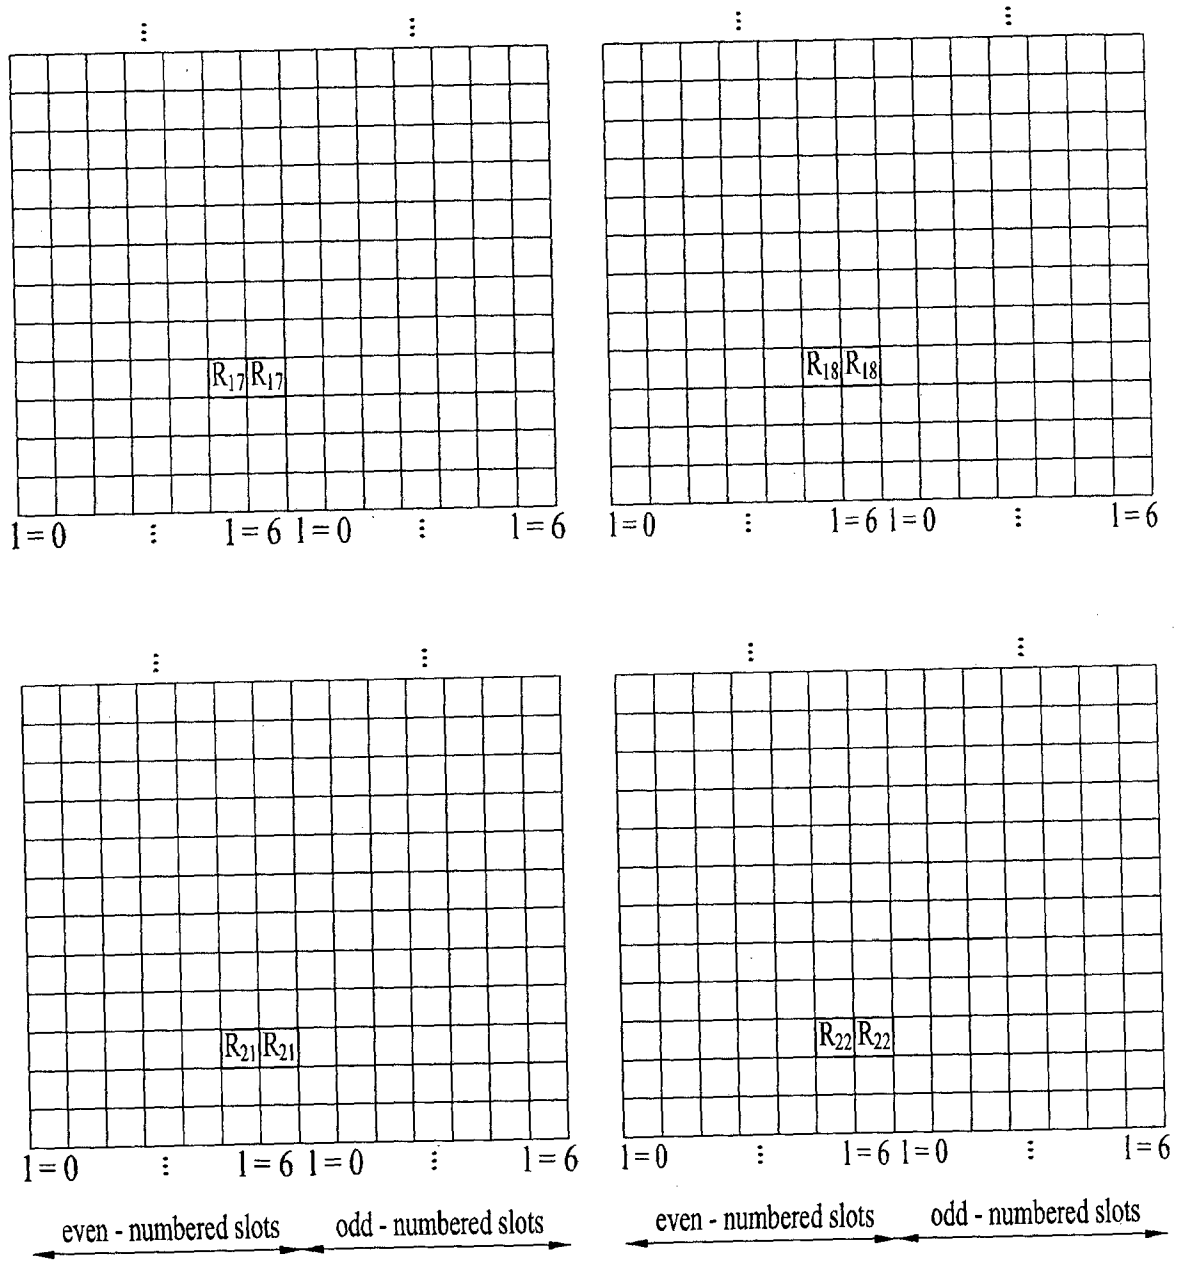 ⋮ ⋮ ⋮ ⋮
R17 R17 R18 R18
l=0 ⋮ l=6 l=0 ⋮ l=6 l=0 ⋮ l=6 l=0 ⋮ l=6
⋮ ⋮ ⋮ ⋮
R21 R21 R22 R22
l=0 ⋮ l=6 l=0 ⋮ l=6 l=0 ⋮ l=6 l=0 ⋮ l=6
even - numbered slots odd - numbered slots even - numbered slots odd - numbered slots